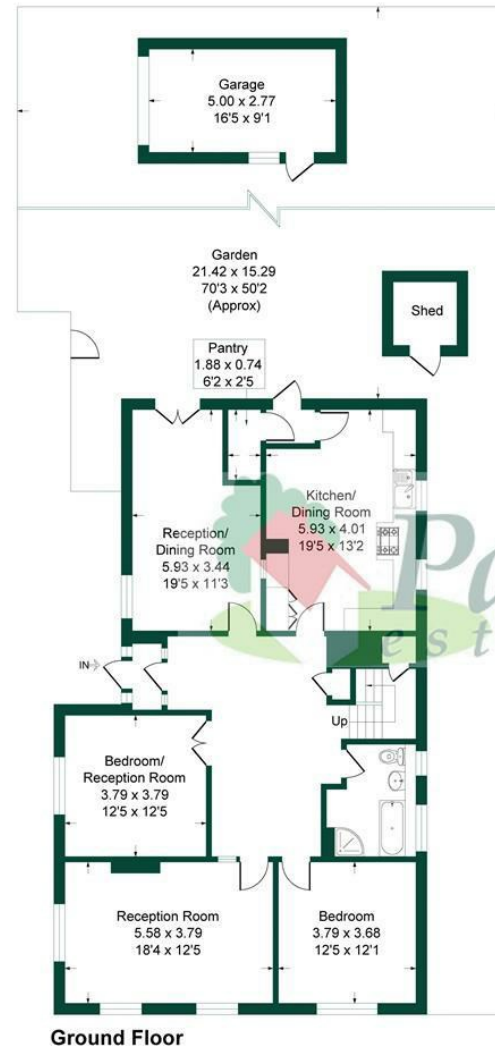 Garage
5.00 x 2.77
16'5 x 9'1
Garden
21.42 x 15.29
70'3 x 50'2
(Approx)
Shed
Pantry
1.88 x 0.74
6'2 x 2'5
Kitchen/
Dining Room
5.93 x 4.01
19'5 x 13'2
Reception/
Dining Room
5.93 x 3.44
19'5 x 11'3
IN
Up
Bedroom/
Reception Room
3.79 x 3.79
12'5 x 12'5
Reception Room
5.58 x 3.79
18'4 x 12'5
Bedroom
3.79 x 3.68
12'5 x 12'1
Ground Floor